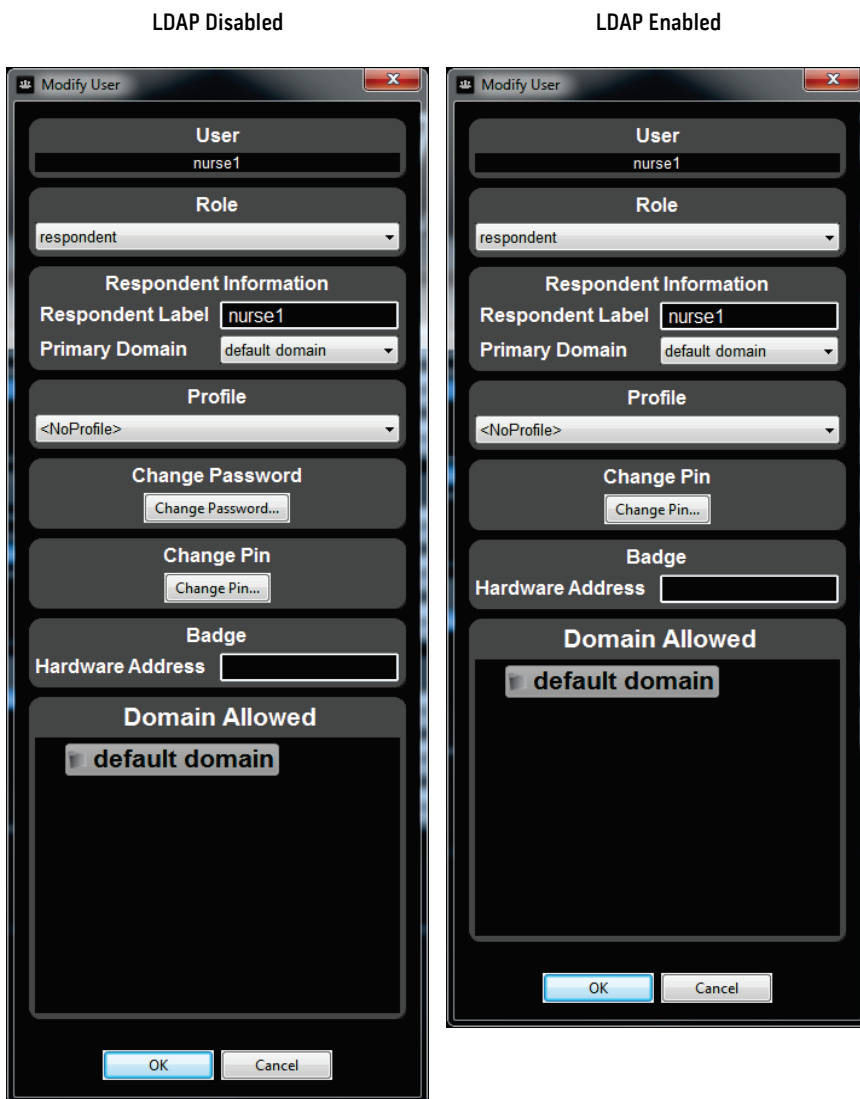 LDAP Disabled
Modify User
User
nurse1
Role
respondent
Respondent Information
Respondent Label nurse1
Primary Domain default domain
Profile
<NoProfile>
Change Password
Change Password...
Change Pin
Change Pin...
Badge
Hardware Address
Domain Allowed
default domain
OK Cancel
LDAP Enabled
Modify User
User
nurse1
Role
respondent
Respondent Information
Respondent Label nurse1
Primary Domain default domain
Profile
<NoProfile>
Change Pin
Change Pin...
Badge
Hardware Address
Domain Allowed
default domain
OK Cancel